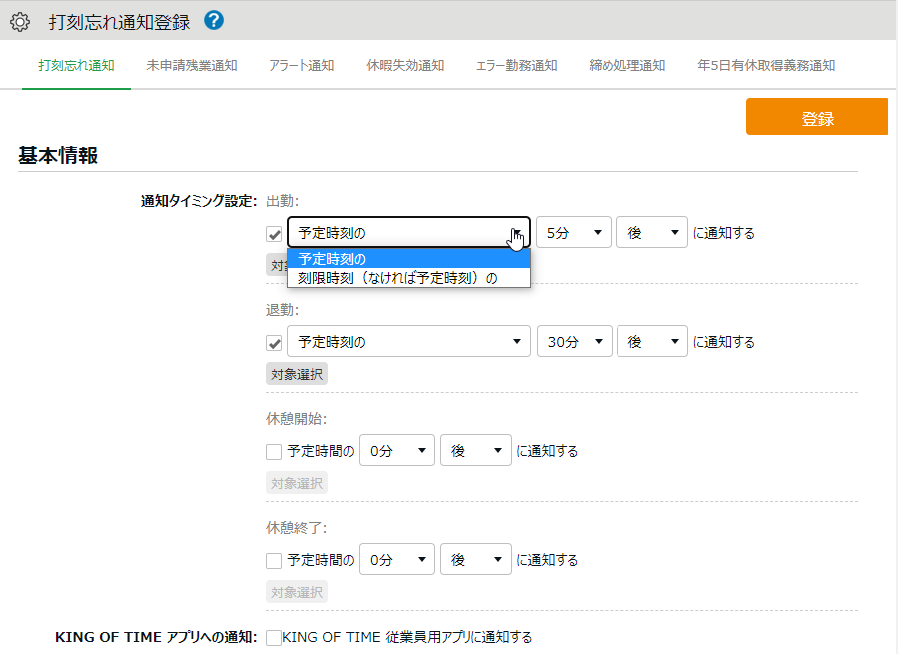 打刻忘れ通知登録 ?
打刻忘れ通知 未申請残業通知 アラート通知 休暇失効通知 エラー勤務通知 締め処理通知 年5日有休取得義務通知
登録
基本情報
通知タイミング設定: 出勤:
予定時刻の 5分 後 に通知する
予定時刻の
対象
刻限時刻（なければ予定時刻）の
退勤:
予定時刻の 30分 後 に通知する
対象選択
休憩開始:
予定時間の 0分 後 に通知する
対象選択
休憩終了:
予定時間の 0分 後 に通知する
対象選択
KING OF TIME アプリへの通知: KING OF TIME 従業員用アプリに通知する